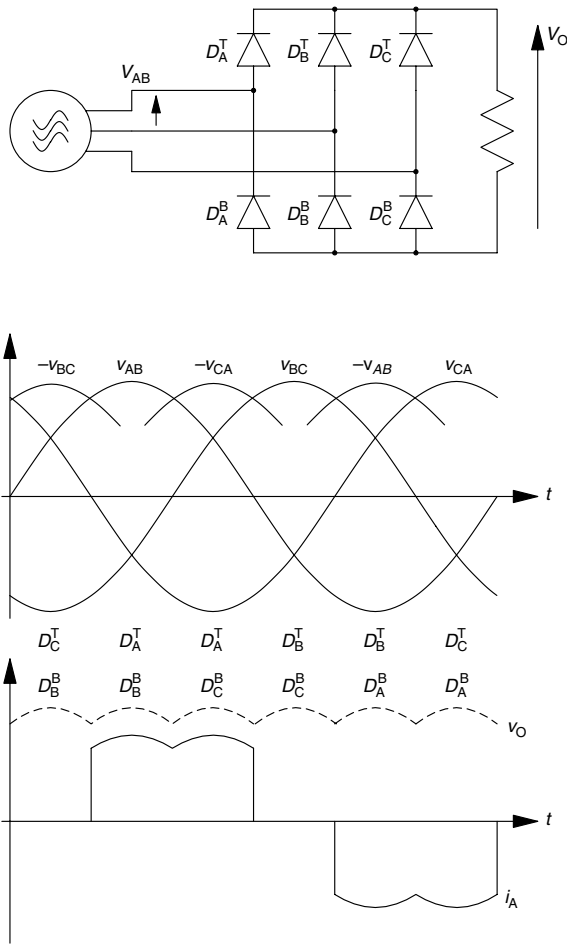 D_A^T D_B^T D_C^T V_O
V_AB
D_A^B D_B^B D_C^B
–v_BC v_AB –v_CA v_BC –v_AB v_CA
t
D_C^T D_A^T D_A^T D_B^T D_B^T D_C^T
D_B^B D_B^B D_C^B D_C^B D_A^B D_A^B
v_O
t
i_A